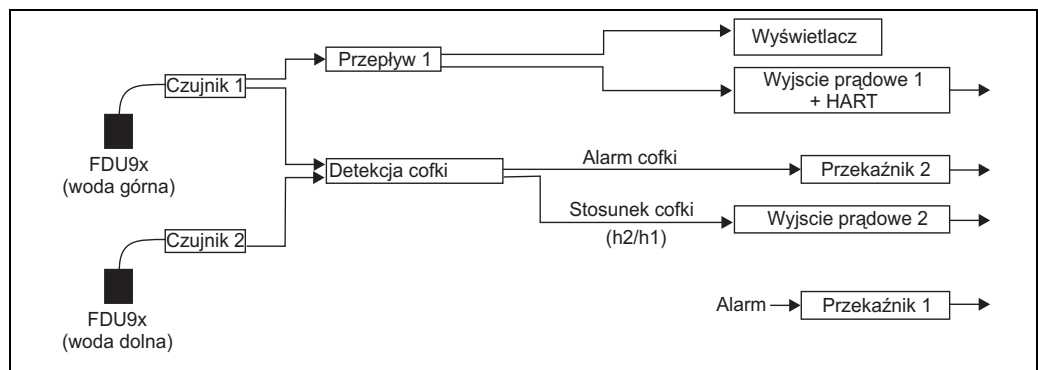 Wyświetlacz
Przepływ 1
Czujnik 1
Wyjscie prądowe 1
+ HART
FDU9x
(woda górna)
Detekcja cofki
Alarm cofki
Przekaźnik 2
Stosunek cofki
(h2/h1)
Wyjscie prądowe 2
Czujnik 2
FDU9x
(woda dolna)
Alarm
Przekaźnik 1